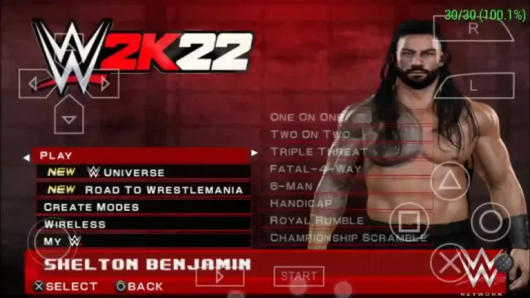 30/30 (100.1%)
W 2K22
R
L
PLAY
NEW W UNIVERSE
NEW ROAD TO WRESTLEMANIA
CREATE MODES
WIRELESS
MY W
ONE ON ONE
TWO ON TWO
TRIPLE THREAT
FATAL-4-WAY
6-MAN
HANDICAP
ROYAL RUMBLE
CHAMPIONSHIP SCRAMBLE
SHELTON BENJAMIN
START
SELECT BACK
W
NETWORK